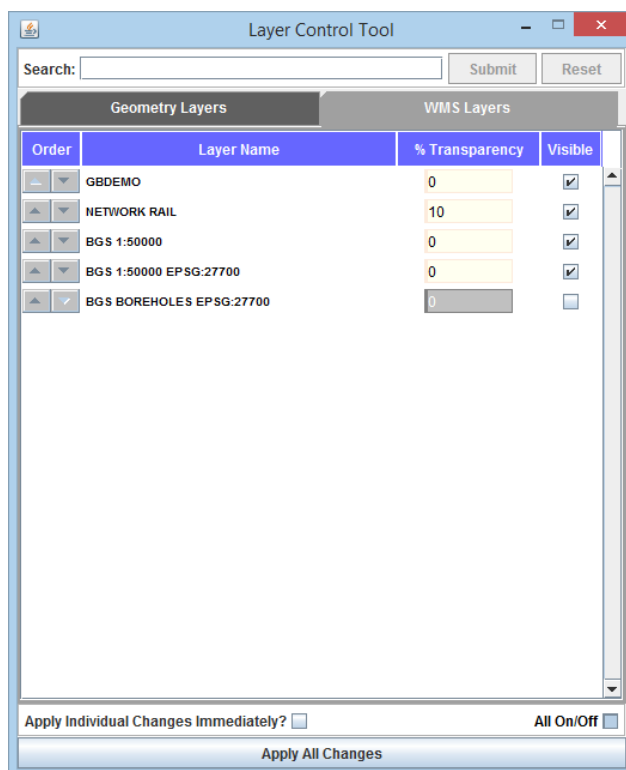 Layer Control Tool
Search: Submit Reset
Geometry Layers WMS Layers
Order Layer Name % Transparency Visible
GBDEMO 0
NETWORK RAIL 10
BGS 1:50000 0
BGS 1:50000 EPSG:27700 0
BGS BOREHOLES EPSG:27700 0
Apply Individual Changes Immediately? All On/Off
Apply All Changes